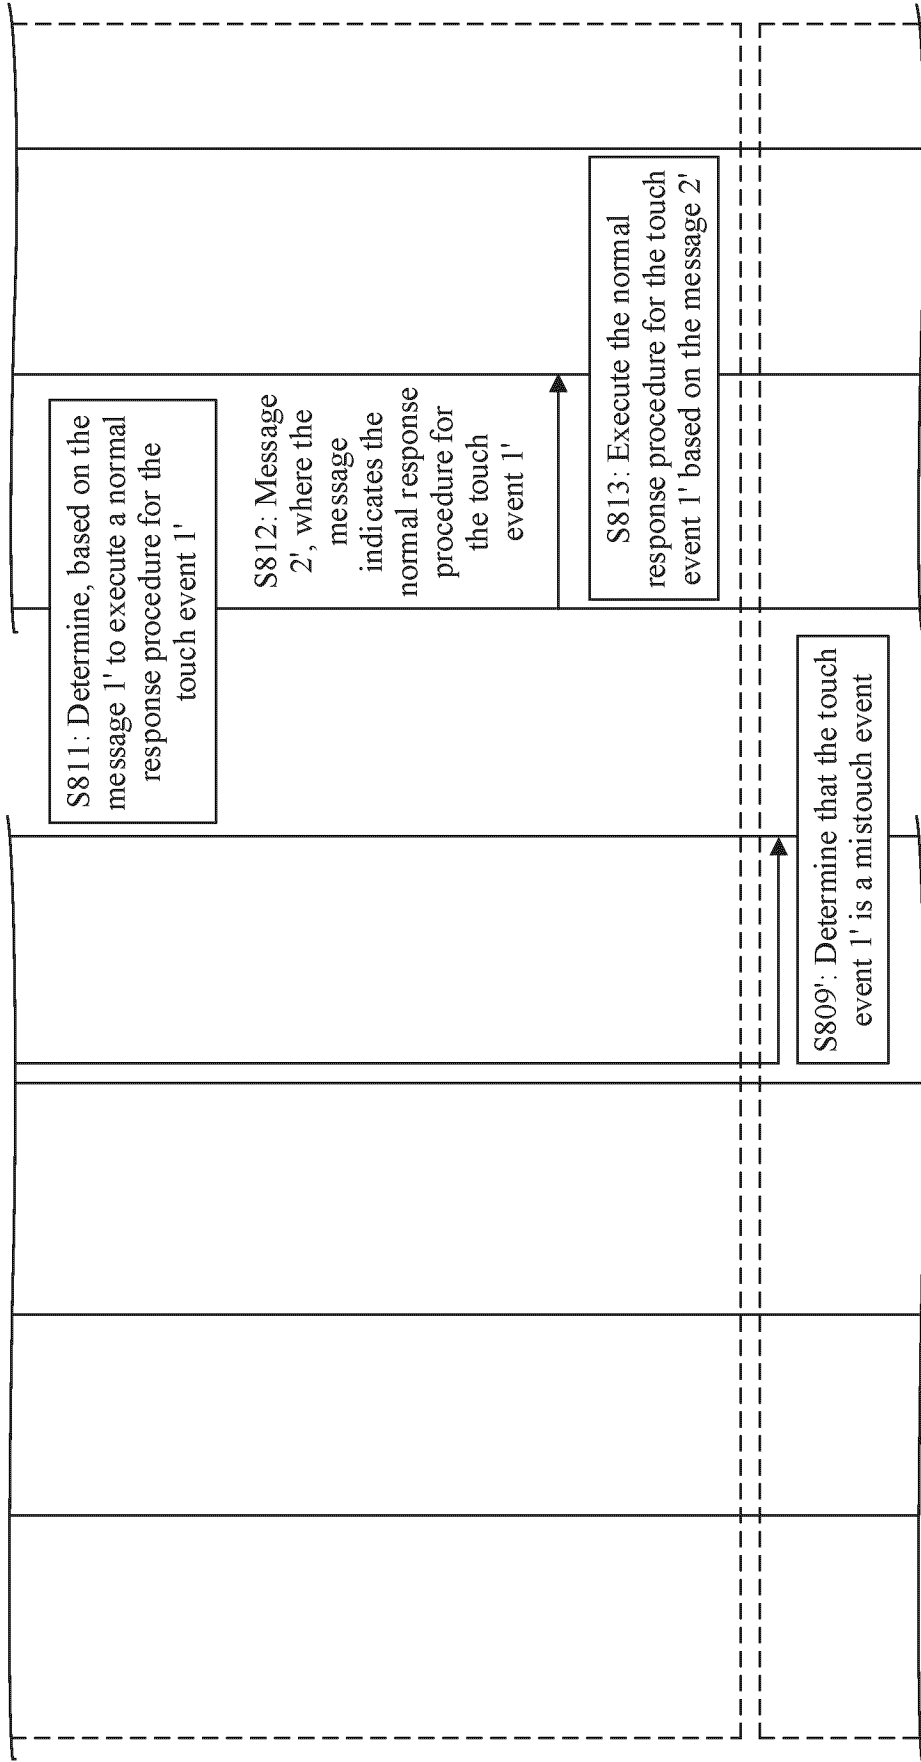 S811: Determine, based on the
message 1' to execute a normal
response procedure for the
touch event 1'
S812: Message
2', where the
message
indicates the
normal response
procedure for
the touch
event 1'
S813: Execute the normal
response procedure for the touch
event 1' based on the message 2'
S809': Determine that the touch
event 1' is a mistouch event